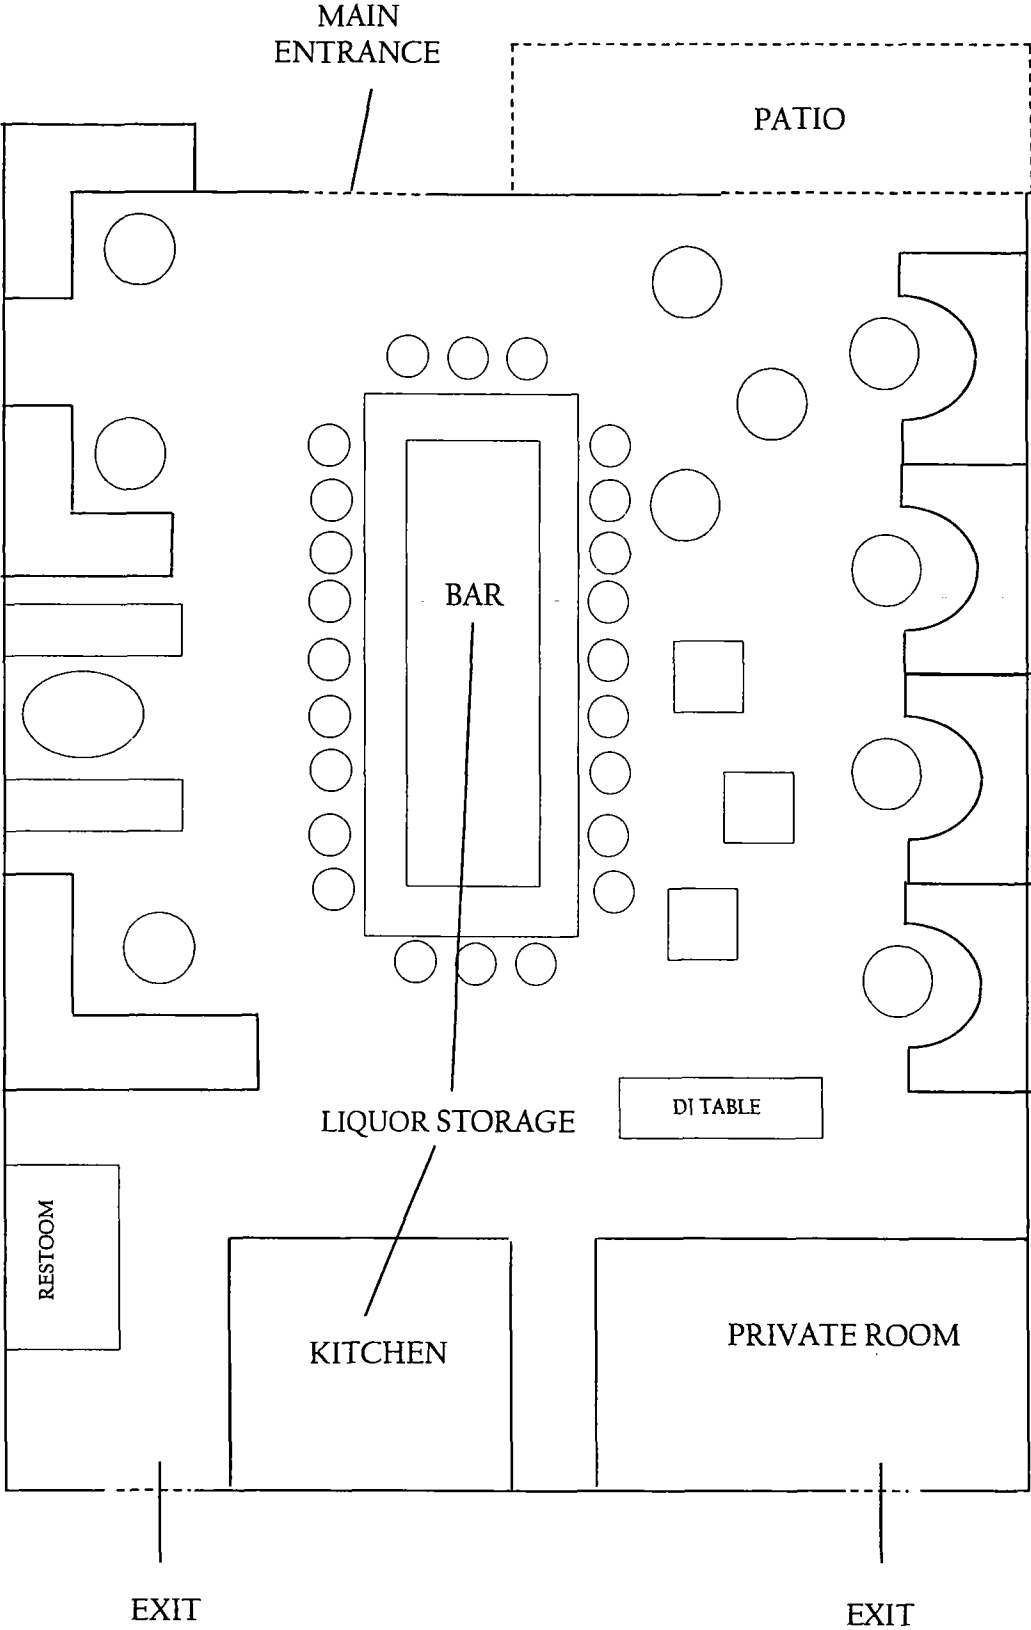 MAIN
ENTRANCE
PATIO
BAR
DJ TABLE
LIQUOR STORAGE
RESTOOM
KITCHEN
PRIVATE ROOM
EXIT
EXIT